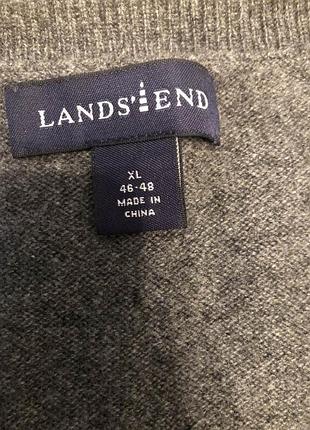 LANDS' END
XL
46-48
MADE IN
CHINA